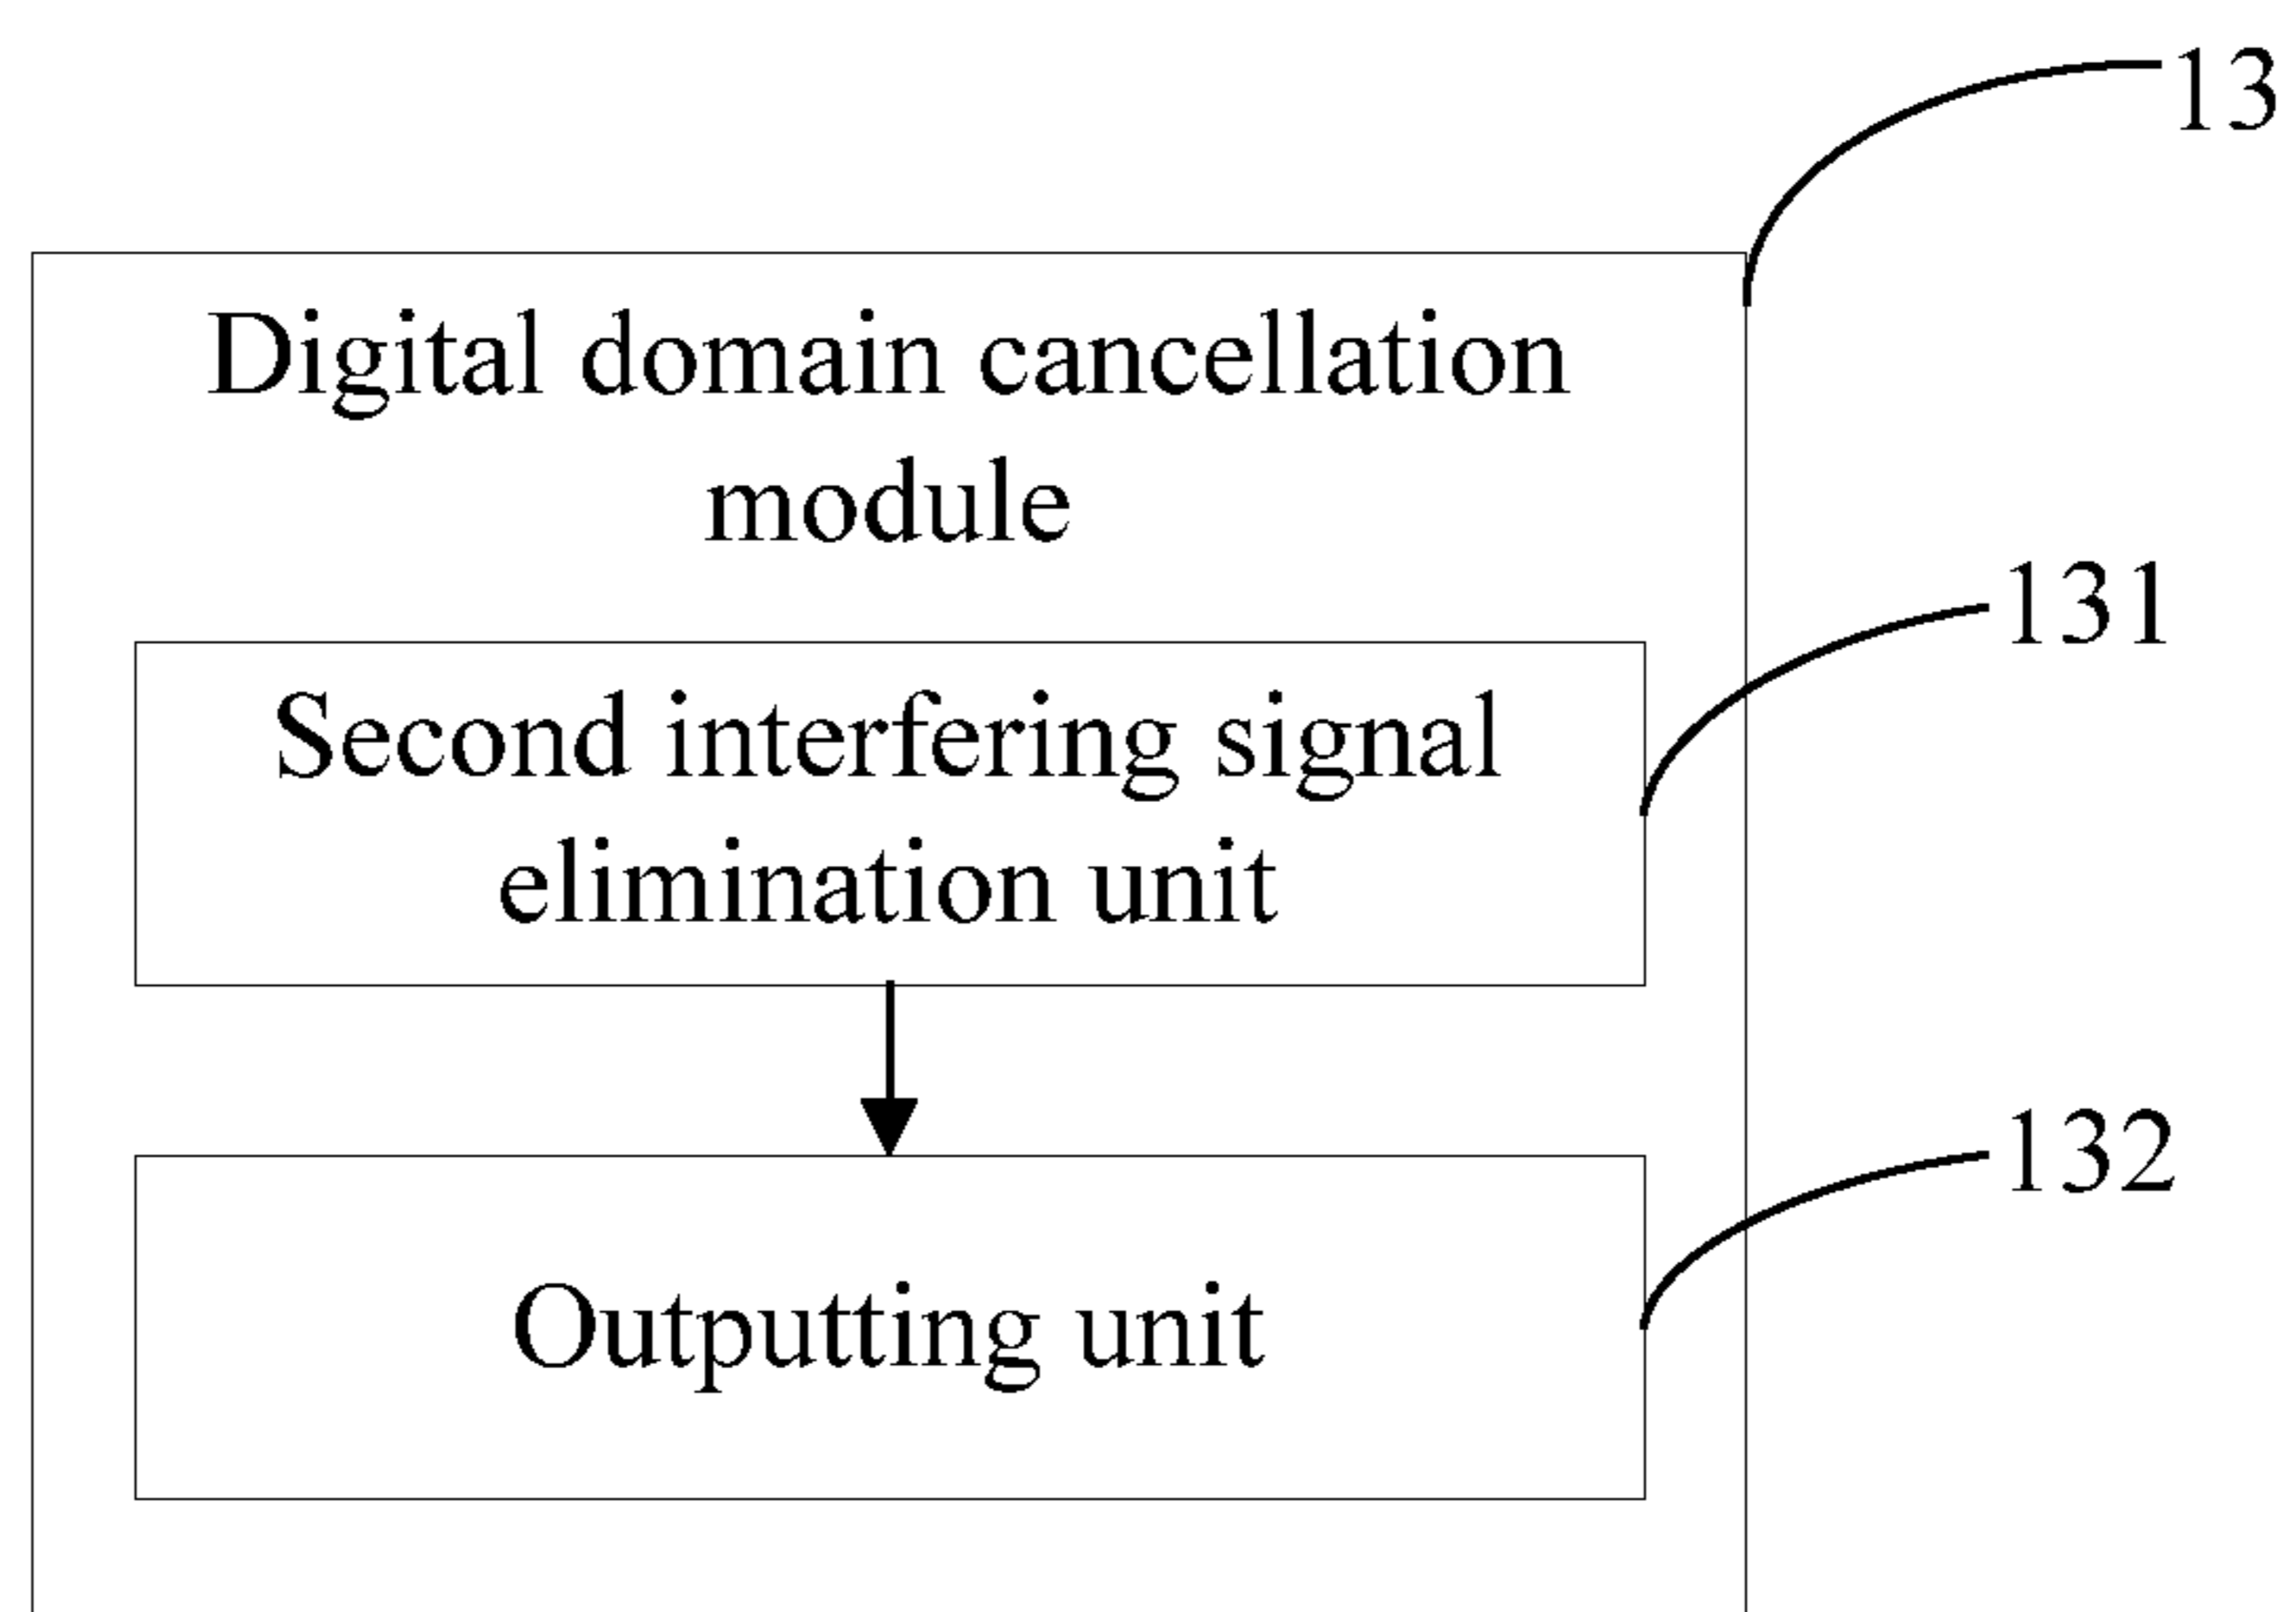 13
Digital domain cancellation
module
131
Second interfering signal
elimination unit
132
Outputting unit